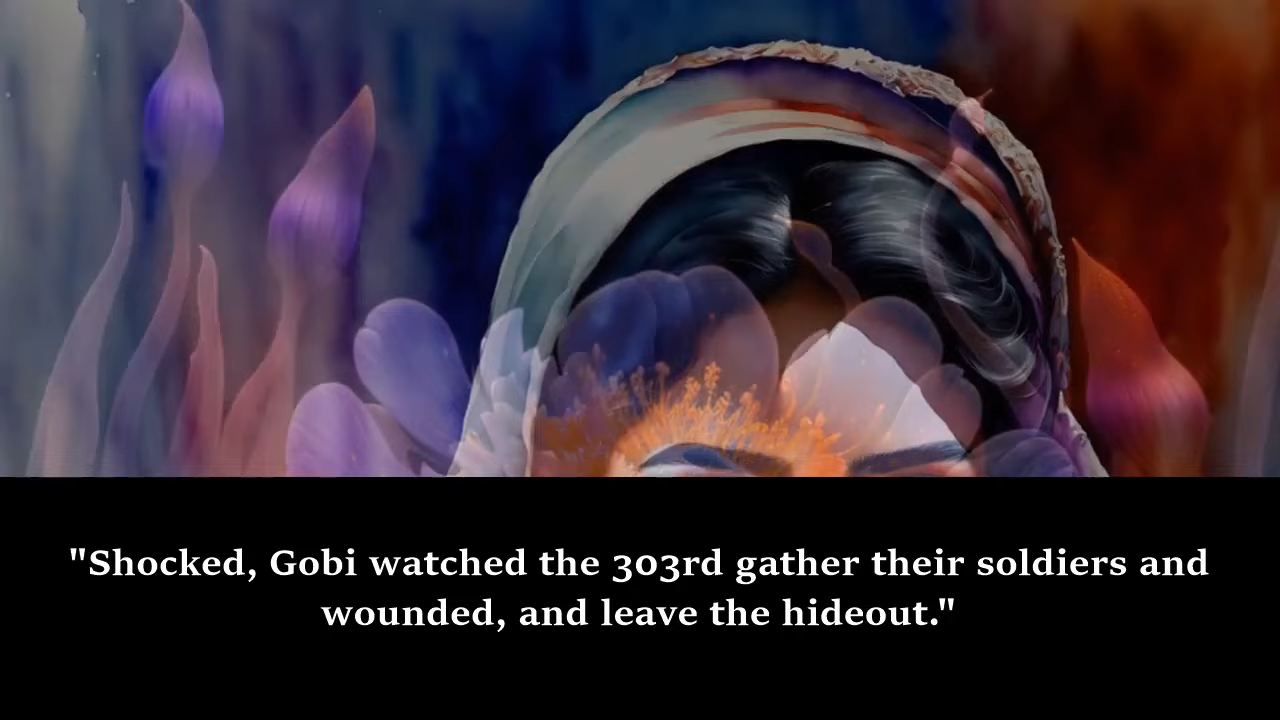 "Shocked, Gobi watched the 303rd gather their soldiers and
wounded, and leave the hideout."